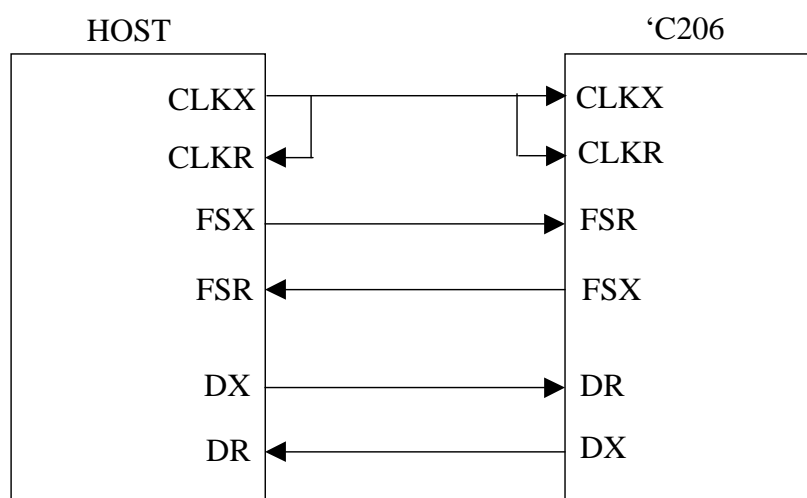 HOST ‘C206
CLKX CLKX
CLKR CLKR
FSX FSR
FSR FSX
DX DR
DR DX